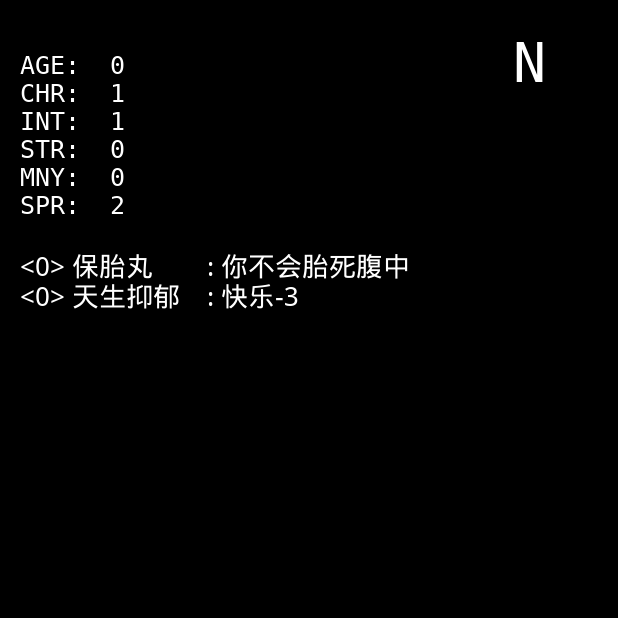 N
AGE: 0
CHR: 1
INT: 1
STR: 0
MNY: 0
SPR: 2
<O> 保胎丸 : 你不会胎死腹中
<O> 天生抑郁 : 快乐-3